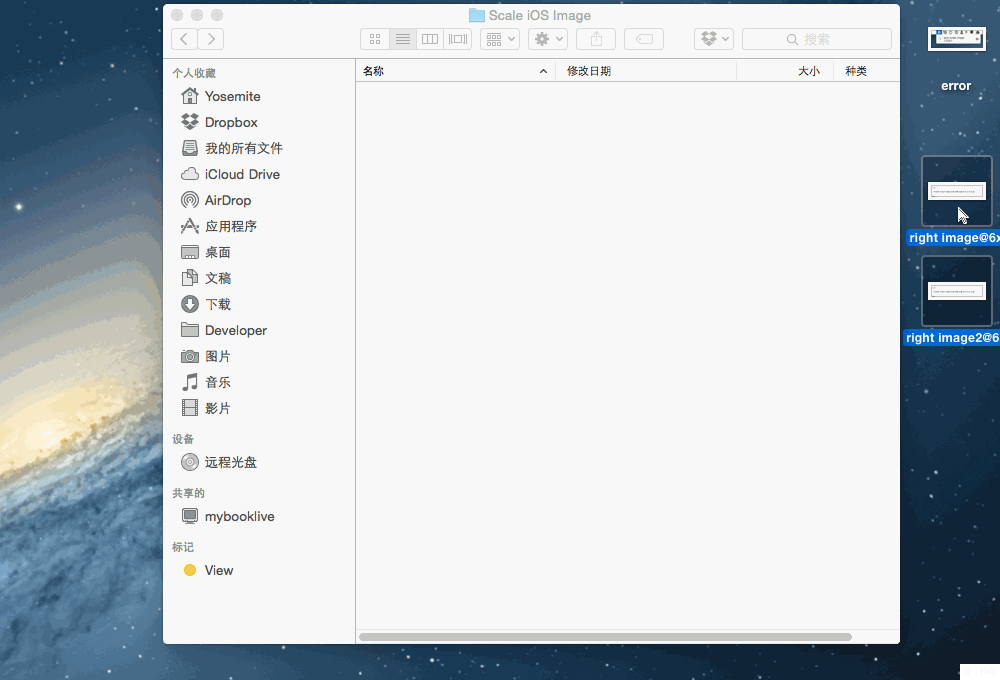 Scale iOS Image
搜索
个人收藏
Yosemite
Dropbox
我的所有文件
iCloud Drive
AirDrop
应用程序
桌面
文稿
下载
Developer
图片
音乐
影片
设备
远程光盘
共享的
mybooklive
标记
View
名称 修改日期 大小 种类
error
right image@6x
right image2@6